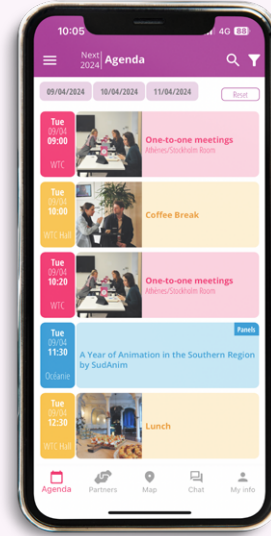 10:05
4G 88
Next
2024
Agenda
09/04/2024
10/04/2024
11/04/2024
Reset
Tue
09/04
09:00
WTC
One-to-one meetings
Athènes/Stockholm Room
Tue
09/04
10:00
WTC Hall
Coffee Break
Tue
09/04
10:20
WTC
One-to-one meetings
Athènes/Stockholm Room
Tue
09/04
11:30
Océanie
Panels
A Year of Animation in the Southern Region
by SudAnim
Tue
09/04
12:30
WTC Hall
Lunch
Agenda
Partners
Map
Chat
My info